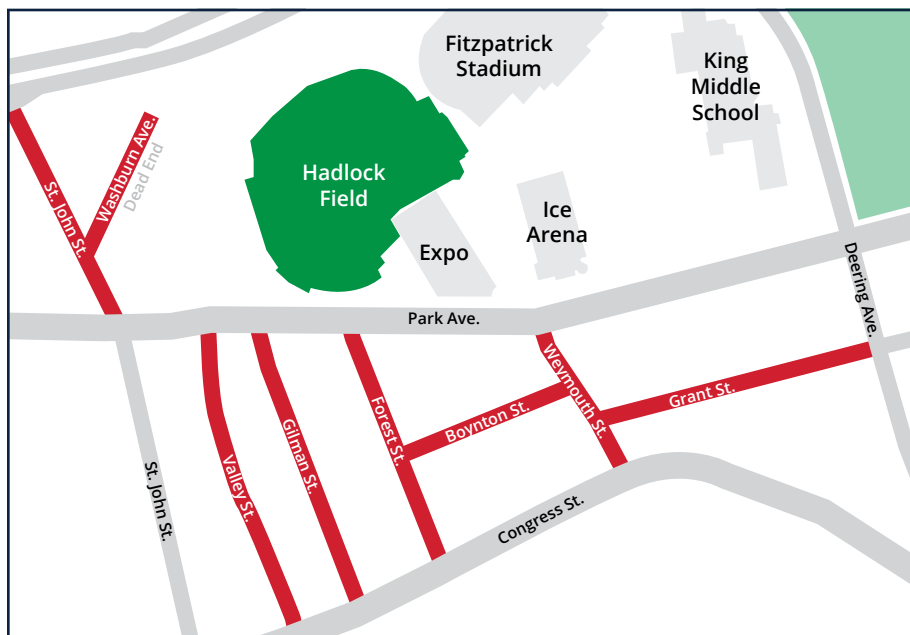 Fitzpatrick
Stadium
King
Middle
School
Washburn Ave.
Dead End
St. John St.
Hadlock
Field
Ice
Arena
Expo
Deering Ave.
Park Ave.
Weymouth St.
Grant St.
Forest St.
Boynton St.
Gilman St.
Valley St.
St. John St.
Congress St.